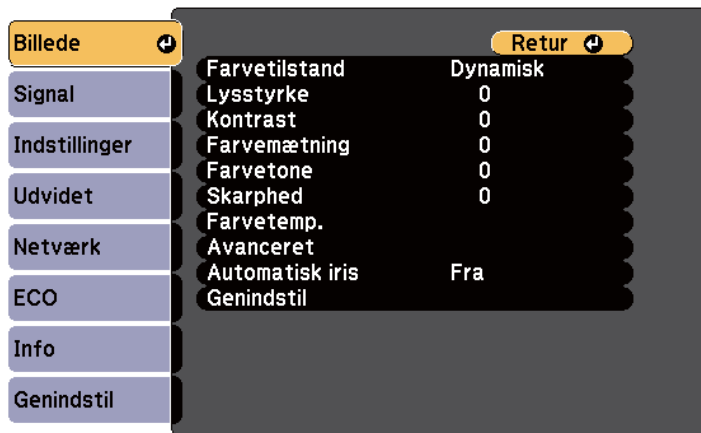 Billede
Signal
Indstillinger
Udvidet
Netværk
ECO
Info
Genindstil
Retur
Farvetilstand Dynamisk
Lysstyrke 0
Kontrast 0
Farvemætning 0
Farvetone 0
Skarphed 0
Farvetemp.
Avanceret
Automatisk iris Fra
Genindstil